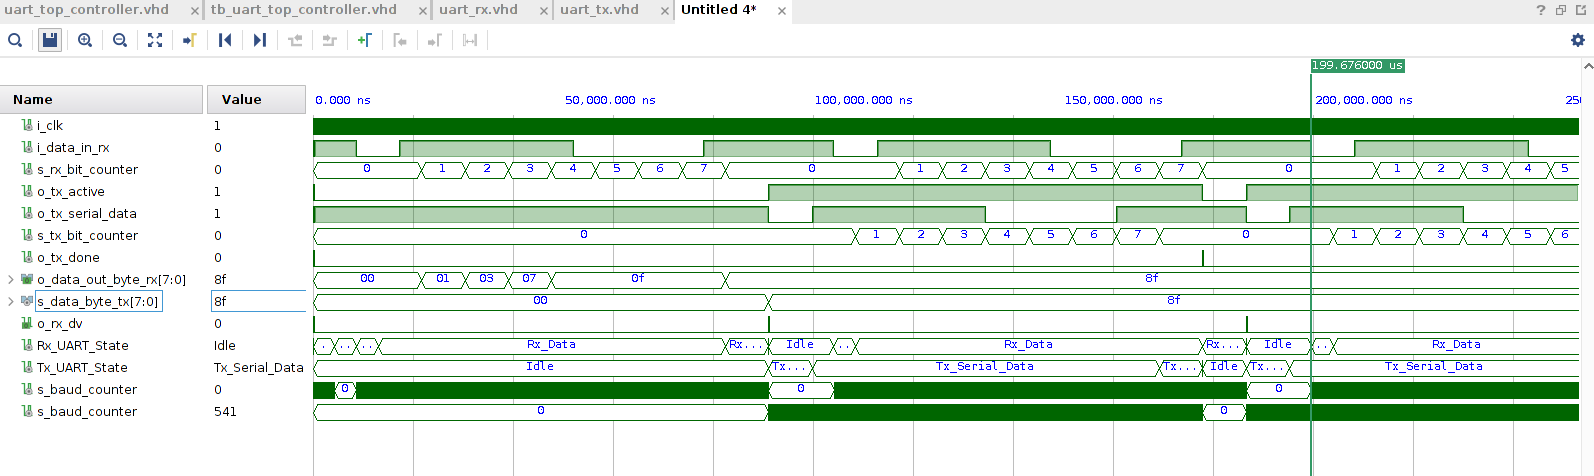 uart_top_controller.vhd × tb_uart_top_controller.vhd × uart_rx.vhd × uart_tx.vhd × Untitled 4* × ?
199.676000 us
Name Value 0.000 ns 50,000.000 ns 100,000.000 ns 150,000.000 ns 200,000.000 ns 250
i_clk 1
i_data_in_rx 0
s_rx_bit_counter 0 0 1 2 3 4 5 6 7 0 1 2 3 4 5 6 7 0 1 2 3 4 5
o_tx_active 1
o_tx_serial_data 1
s_tx_bit_counter 0 0 1 2 3 4 5 6 7 0 1 2 3 4 5 6
o_tx_done 0
o_data_out_byte_rx[7:0] 8f 00 01 03 07 0f 8f
s_data_byte_tx[7:0] 8f 00 8f
o_rx_dv 0
Rx_UART_State Idle . .. .. Rx_Data Rx... Idle .. Rx_Data Rx... Idle .. Rx_Data
Tx_UART_State Tx_Serial_Data Idle Tx... Tx_Serial_Data Tx... Idle Tx... Tx_Serial_Data
s_baud_counter 0 0 0 0
s_baud_counter 541 0 0